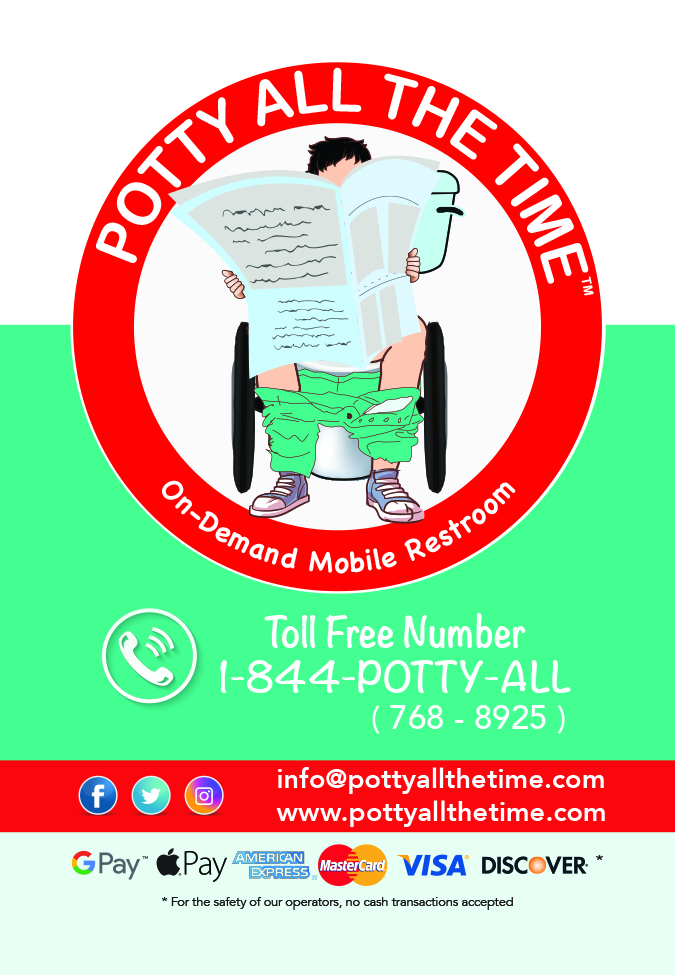 POTTY ALL THE TIME™
On-Demand Mobile Restroom
Toll Free Number
1-844-POTTY-ALL
( 768 - 8925 )
info@pottyallthetime.com
www.pottyallthetime.com
G Pay™ Pay AMERICAN EXPRESS® MasterCard VISA DISCOVER *
* For the safety of our operators, no cash transactions accepted